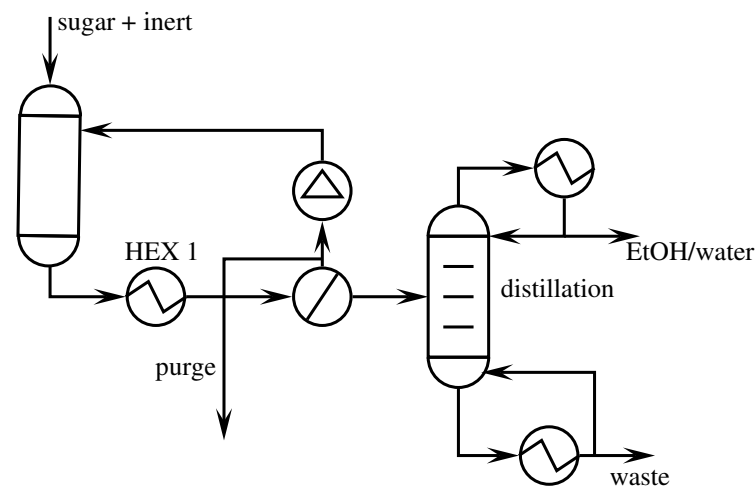 sugar + inert
HEX 1
EtOH/water
distillation
purge
waste